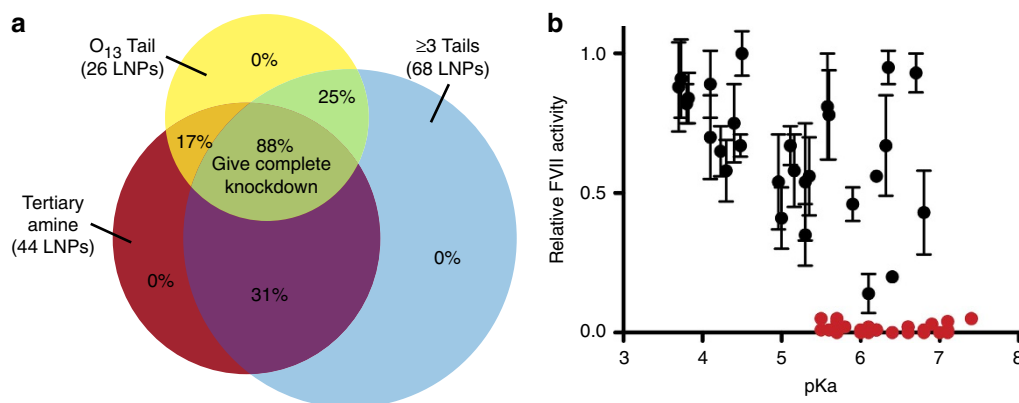 a
O13 Tail
(26 LNPs)
0%
≥3 Tails
(68 LNPs)
25%
17%
88%
Give complete
knockdown
Tertiary
amine
(44 LNPs)
0%
31%
0%
b
Relative FVII activity
1.0
0.5
0.0
3
4
5
6
7
8
pKa